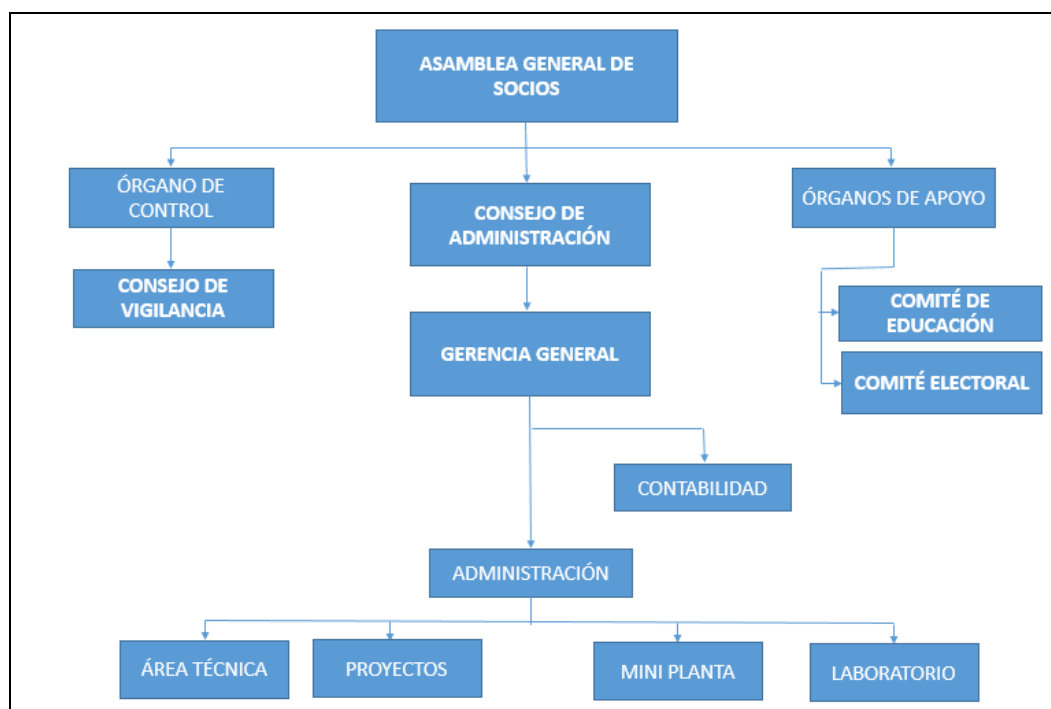 ASAMBLEA GENERAL DE
SOCIOS
ÓRGANO DE
CONTROL
CONSEJO DE
ADMINISTRACIÓN
ÓRGANOS DE APOYO
CONSEJO DE
VIGILANCIA
COMITÉ DE
EDUCACIÓN
GERENCIA GENERAL
COMITÉ ELECTORAL
CONTABILIDAD
ADMINISTRACIÓN
ÁREA TÉCNICA
PROYECTOS
MINI PLANTA
LABORATORIO